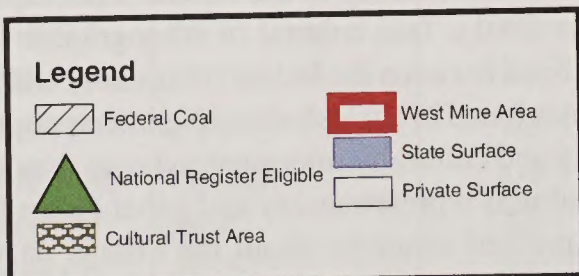 Legend
Federal Coal
National Register Eligible
Cultural Trust Area
West Mine Area
State Surface
Private Surface